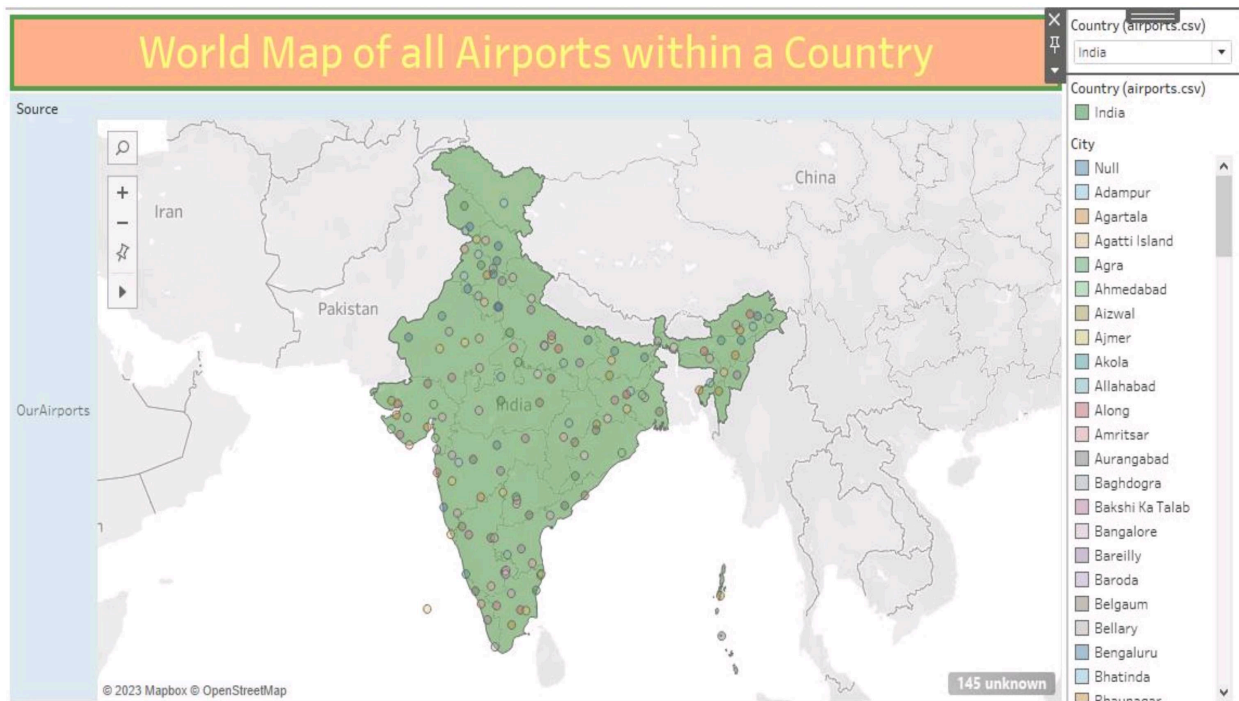 World Map of all Airports within a Country
Country (airports.csv)
India
Source
Country (airports.csv)
India
City
Null
Adampur
Agartala
Agatti Island
Agra
Ahmedabad
Aizwal
Ajmer
Akola
Allahabad
Along
Amritsar
Aurangabad
Baghdogra
Bakshi Ka Talab
Bangalore
Bareilly
Baroda
Belgaum
Bellary
Bengaluru
Bhatinda
Bhaunagar
China
Iran
Pakistan
India
OurAirports
© 2023 Mapbox © OpenStreetMap
145 unknown